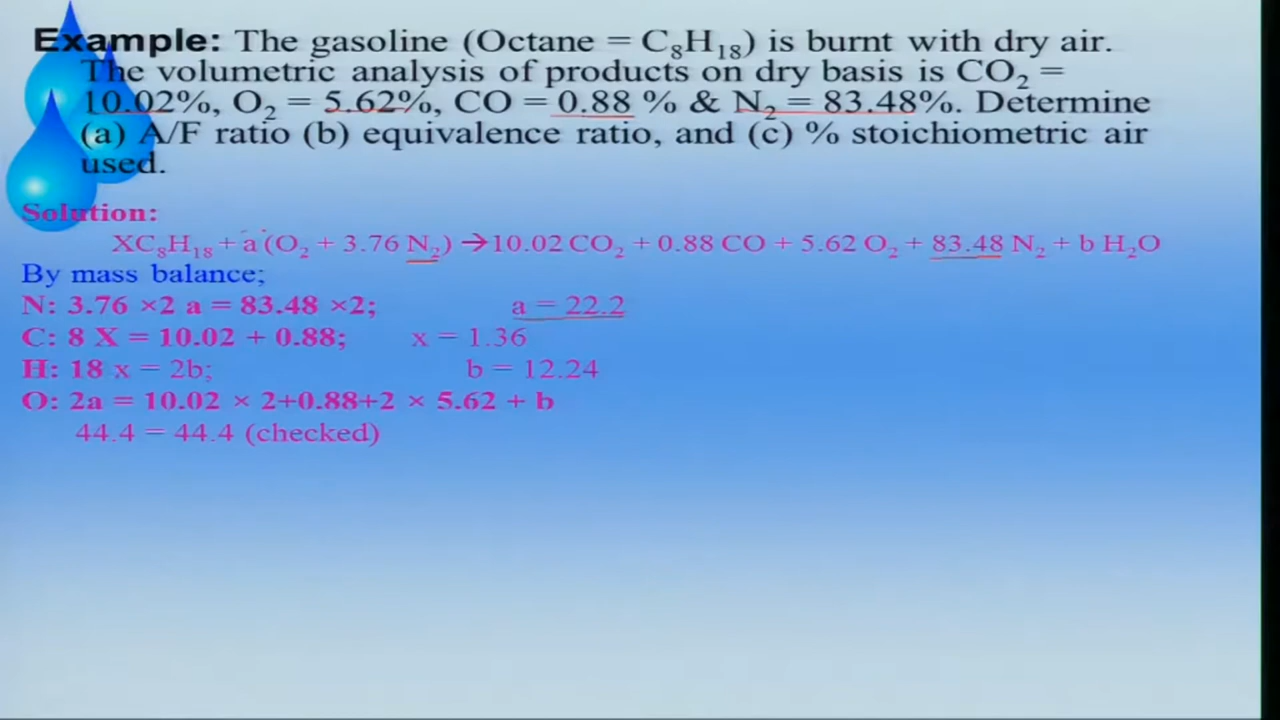 Example: The gasoline (Octane = C₈H₁₈) is burnt with dry air.
The volumetric analysis of products on dry basis is CO₂ =
10.02%, O₂ = 5.62%, CO = 0.88 % & N₂ = 83.48%. Determine
(a) A/F ratio (b) equivalence ratio, and (c) % stoichiometric air
used.
Solution:
XC₈H₁₈ + a (O₂ + 3.76 N₂) →10.02 CO₂ + 0.88 CO + 5.62 O₂ + 83.48 N₂ + b H₂O
By mass balance;
N: 3.76 ×2 a = 83.48 ×2; a = 22.2
C: 8 X = 10.02 + 0.88; x = 1.36
H: 18 x = 2b; b = 12.24
O: 2a = 10.02 × 2+0.88+2 × 5.62 + b
44.4 = 44.4 (checked)